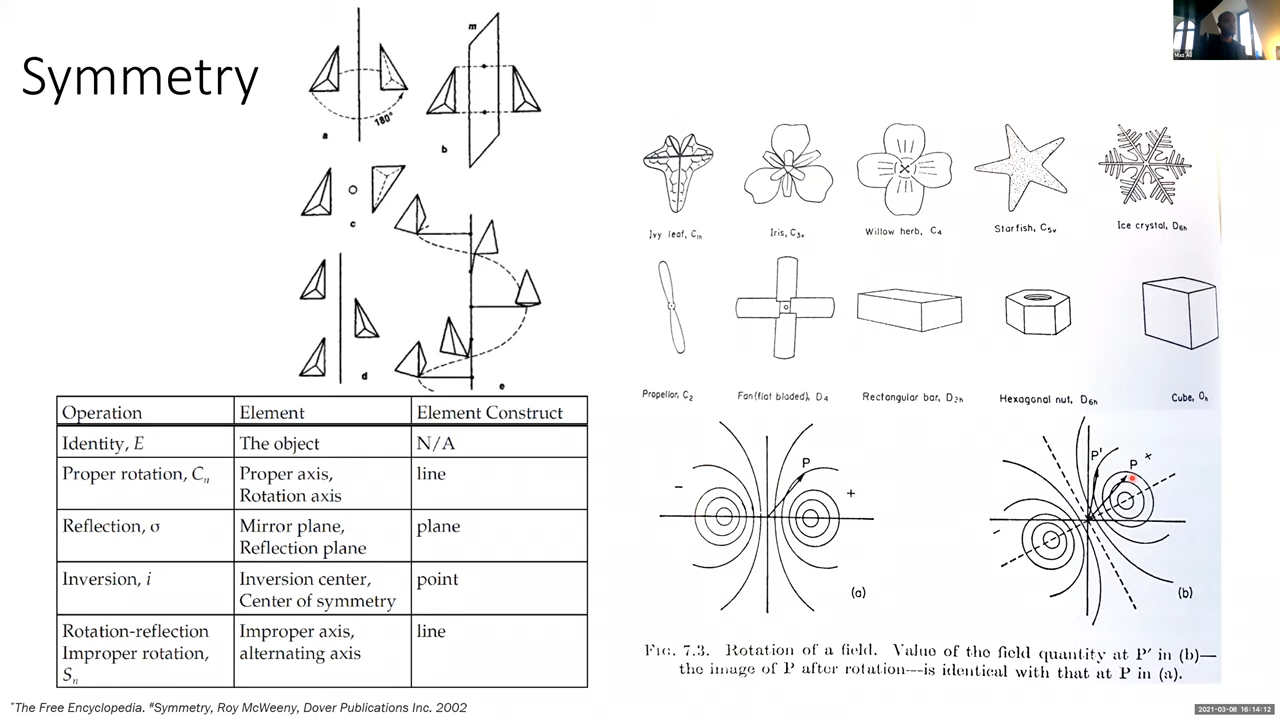 Symmetry
m
180°
a
b
c
d
e
Operation Element Element Construct
Identity, E The object N/A
Proper rotation, Cn Proper axis, line
Rotation axis
Reflection, σ Mirror plane, plane
Reflection plane
Inversion, i Inversion center, point
Center of symmetry
Rotation-reflection Improper axis, line
Improper rotation, alternating axis
Sn
Ivy leaf, C1h Iris, C3v Willow herb, C4 Starfish, C5v Ice crystal, D6h
Propellor, C2 Fan (flat bladed), D4 Rectangular bar, D2h Hexagonal nut, D6h Cube, Oh
P
-
+
(a)
P'
P
+
-
(b)
Fig. 7.3. Rotation of a field. Value of the field quantity at P' in (b)—
the image of P after rotation—is identical with that at P in (a).
*The Free Encyclopedia. #Symmetry, Roy McWeeny, Dover Publications Inc. 2002
Maz Ali
2021-03-08 16:14:12